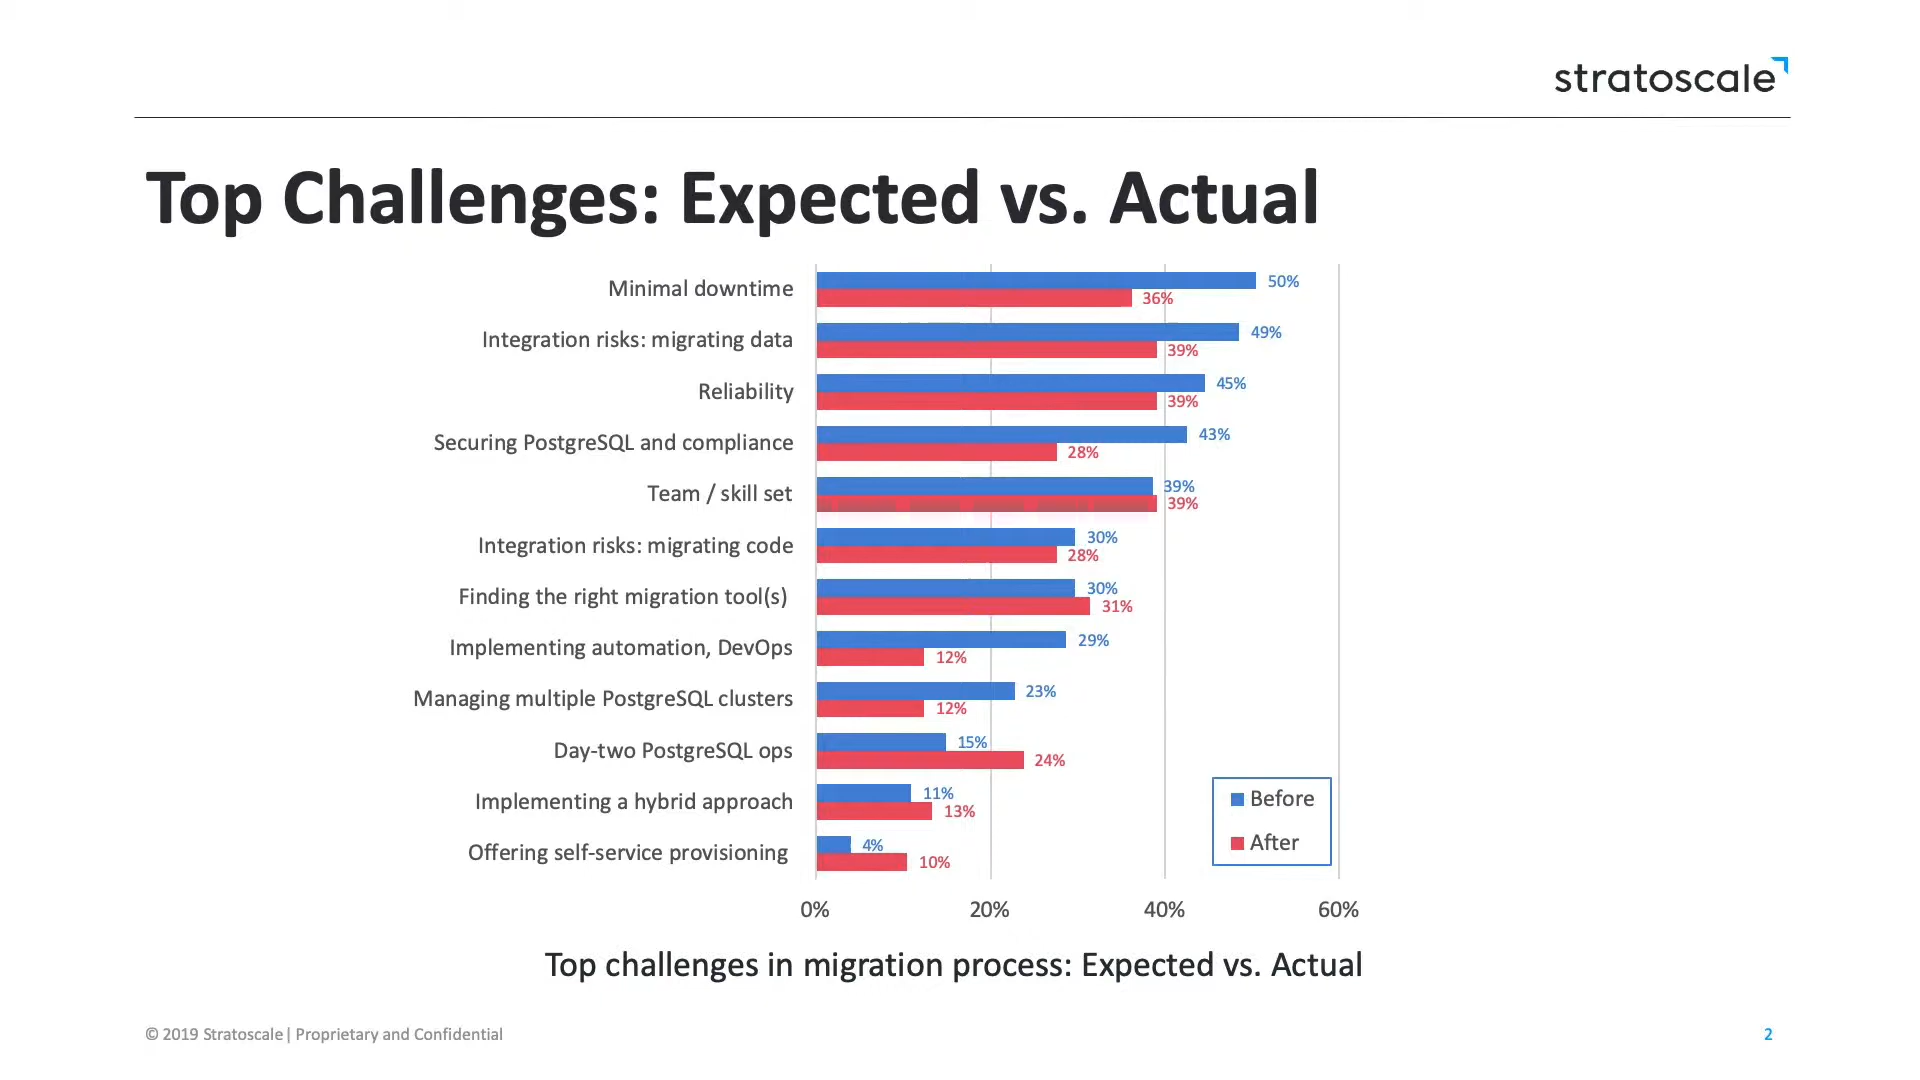 stratoscale
Top Challenges: Expected vs. Actual
Minimal downtime
50%
36%
Integration risks: migrating data
49%
39%
Reliability
45%
39%
Securing PostgreSQL and compliance
43%
28%
Team / skill set
39%
39%
Integration risks: migrating code
30%
28%
Finding the right migration tool(s)
30%
31%
Implementing automation, DevOps
29%
12%
Managing multiple PostgreSQL clusters
23%
12%
Day-two PostgreSQL ops
15%
24%
Implementing a hybrid approach
11%
13%
Offering self-service provisioning
4%
10%
Before
After
0% 20% 40% 60%
Top challenges in migration process: Expected vs. Actual
© 2019 Stratoscale| Proprietary and Confidential
2